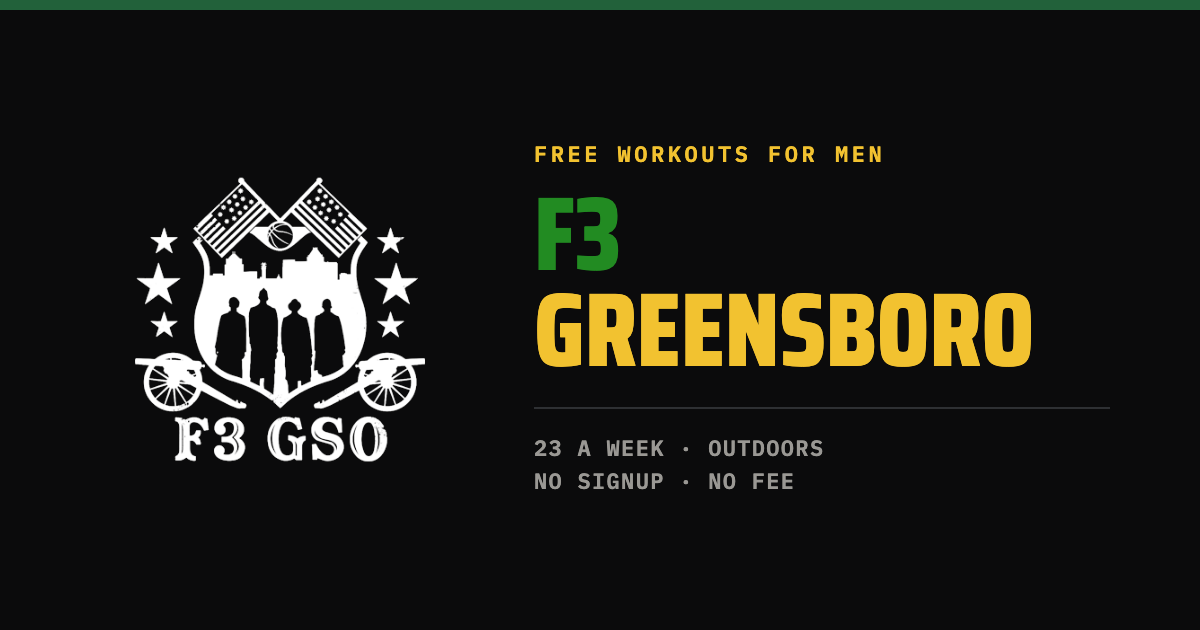 FREE WORKOUTS FOR MEN
F3
GREENSBORO
23 A WEEK · OUTDOORS
NO SIGNUP · NO FEE
F3 GSO